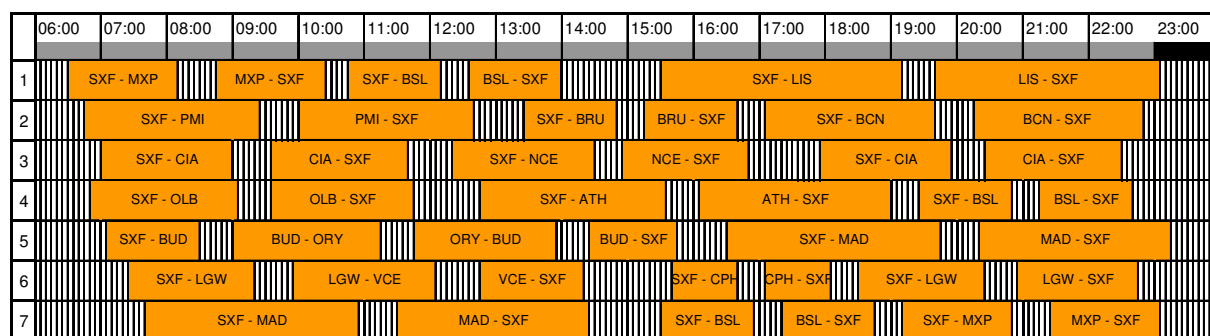 06:00 07:00 08:00 09:00 10:00 11:00 12:00 13:00 14:00 15:00 16:00 17:00 18:00 19:00 20:00 21:00 22:00 23:00
1 SXF - MXP MXP - SXF SXF - BSL BSL - SXF SXF - LIS LIS - SXF
2 SXF - PMI PMI - SXF SXF - BRU BRU - SXF SXF - BCN BCN - SXF
3 SXF - CIA CIA - SXF SXF - NCE NCE - SXF SXF - CIA CIA - SXF
4 SXF - OLB OLB - SXF SXF - ATH ATH - SXF SXF - BSL BSL - SXF
5 SXF - BUD BUD - ORY ORY - BUD BUD - SXF SXF - MAD MAD - SXF
6 SXF - LGW LGW - VCE VCE - SXF SXF - CPH CPH - SXF SXF - LGW LGW - SXF
7 SXF - MAD MAD - SXF SXF - BSL BSL - SXF SXF - MXP MXP - SXF